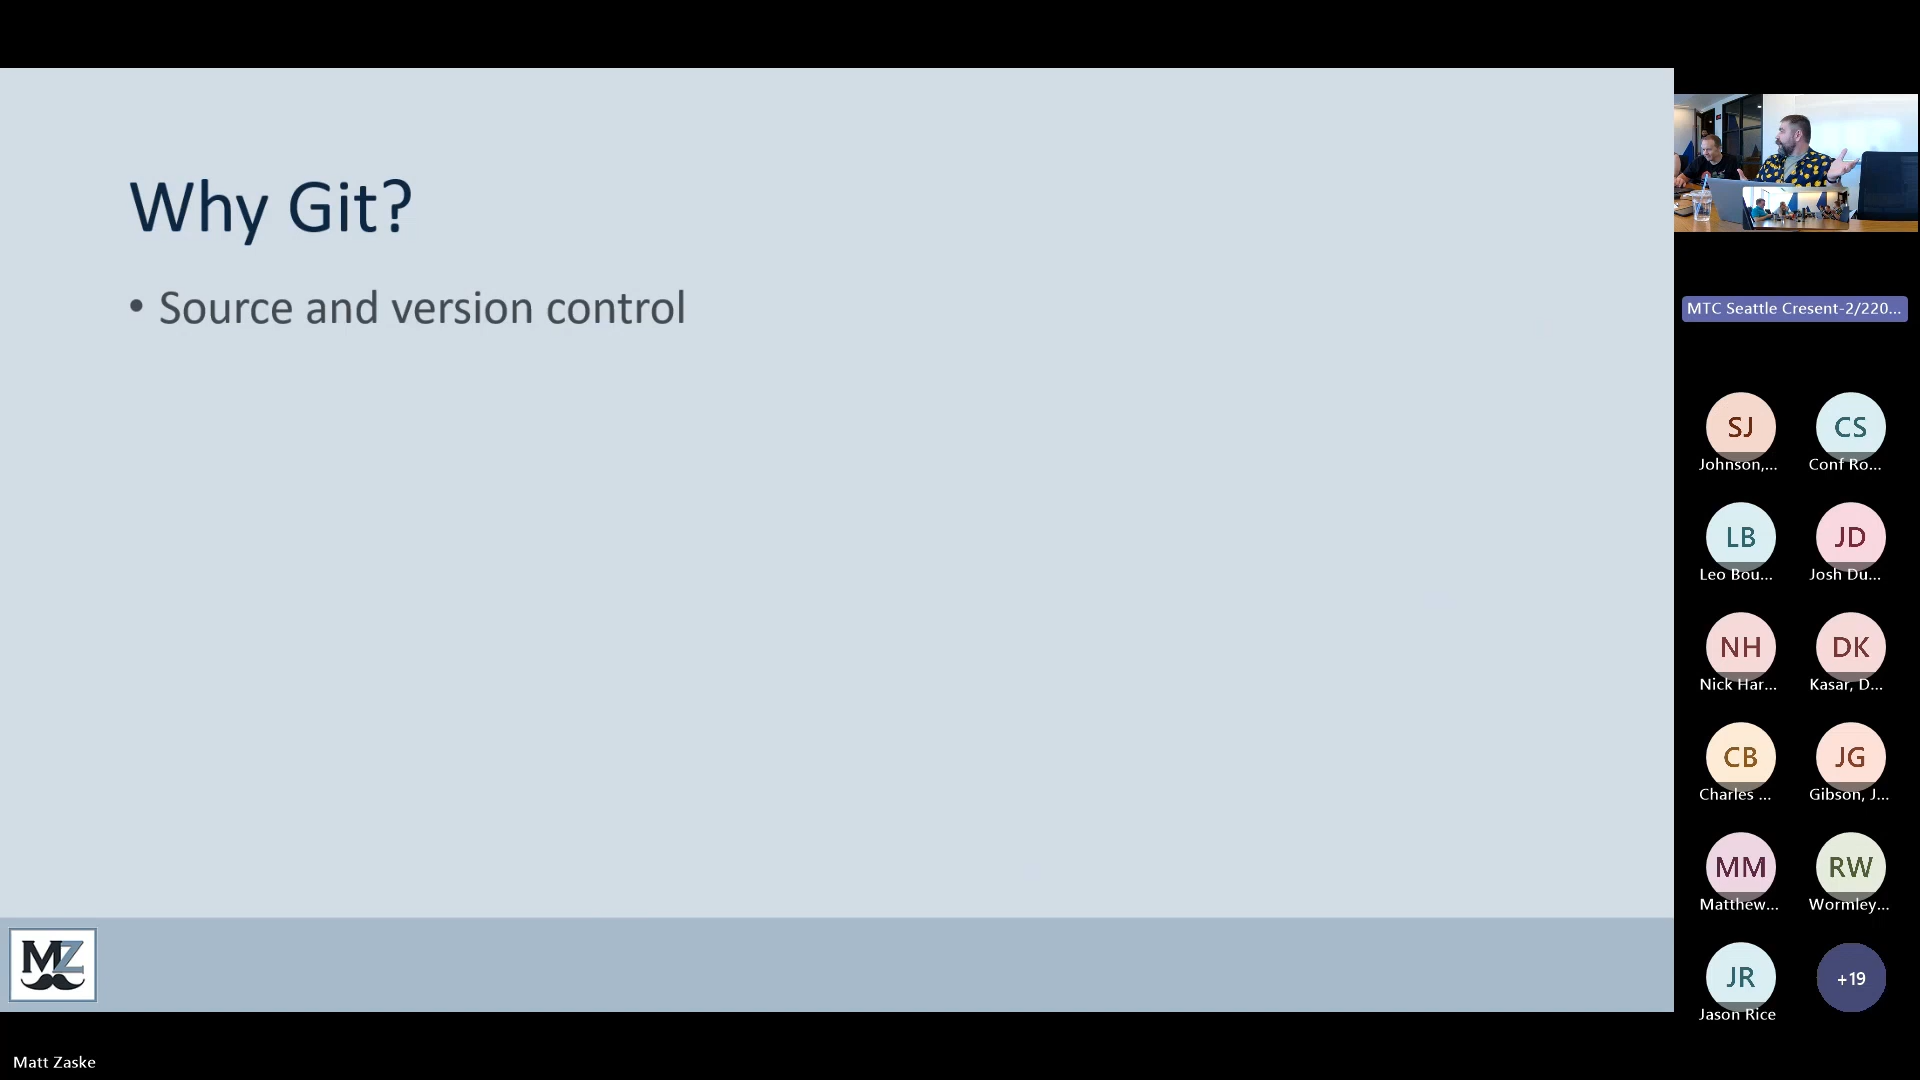 Why Git?
• Source and version control
MZ
Matt Zaske
MTC Seattle Cresent-2/220...
SJ
Johnson,...
CS
Conf Ro...
LB
Leo Bou...
JD
Josh Du...
NH
Nick Har...
DK
Kasar, D...
CB
Charles ...
JG
Gibson, J...
MM
Matthew...
RW
Wormley...
JR
Jason Rice
+19